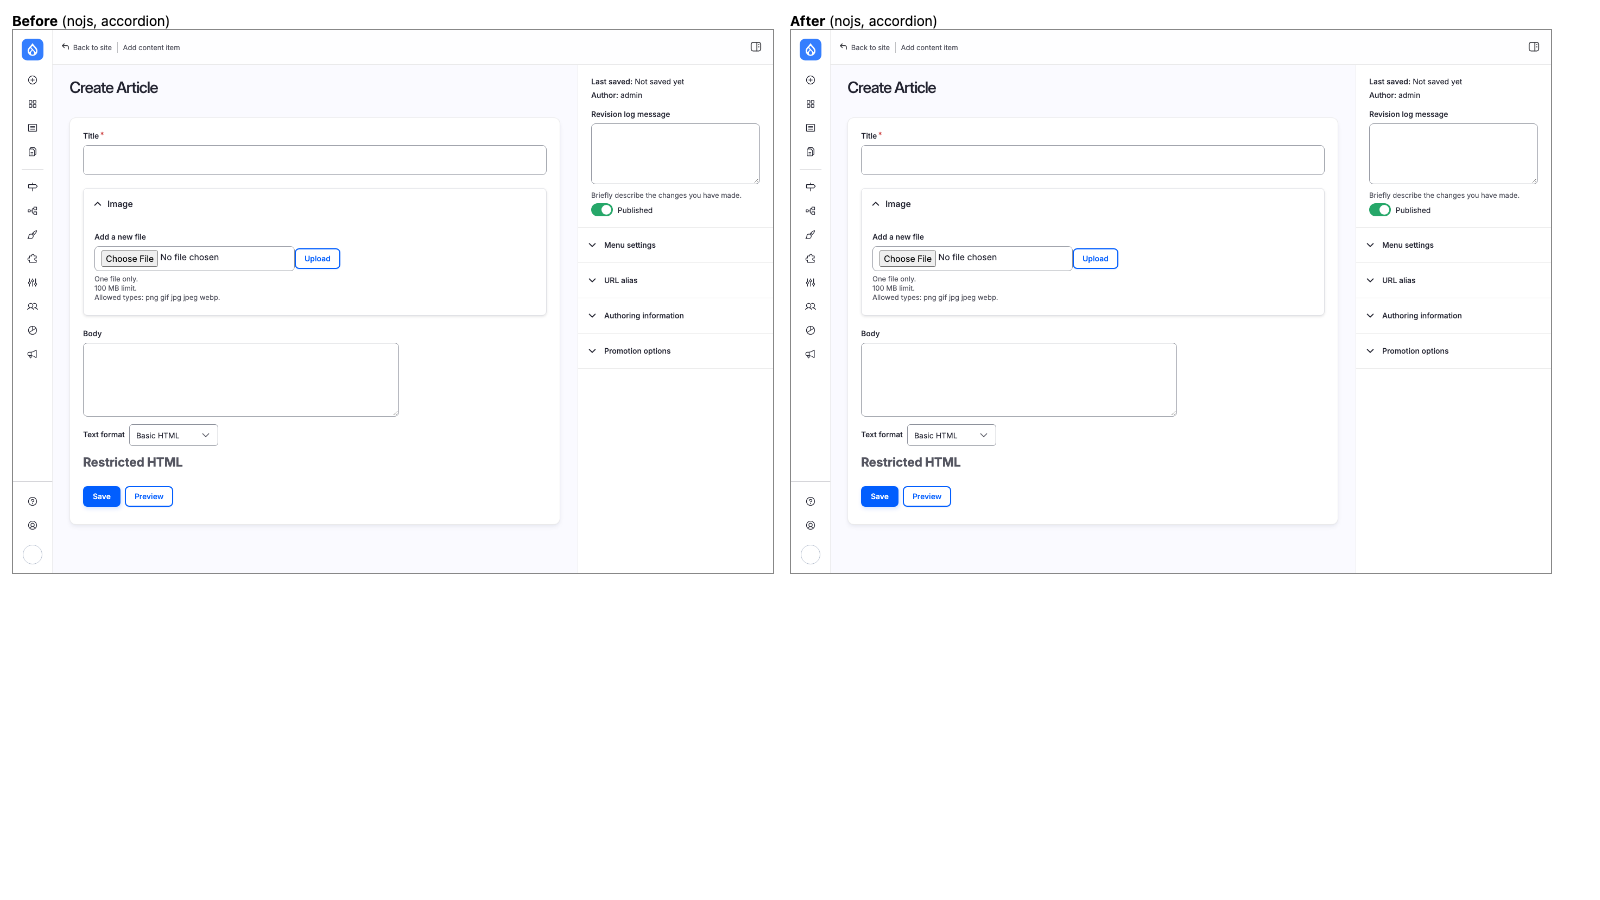 Before (nojs, accordion)
Back to site
Add content item
Create Article
Title *
Image
Add a new file
Choose File No file chosen
Upload
One file only.
100 MB limit.
Allowed types: png gif jpg jpeg webp.
Body
Text format
Basic HTML
Restricted HTML
Save
Preview
Last saved: Not saved yet
Author: admin
Revision log message
Briefly describe the changes you have made.
Published
Menu settings
URL alias
Authoring information
Promotion options
After (nojs, accordion)
Back to site
Add content item
Create Article
Title *
Image
Add a new file
Choose File No file chosen
Upload
One file only.
100 MB limit.
Allowed types: png gif jpg jpeg webp.
Body
Text format
Basic HTML
Restricted HTML
Save
Preview
Last saved: Not saved yet
Author: admin
Revision log message
Briefly describe the changes you have made.
Published
Menu settings
URL alias
Authoring information
Promotion options